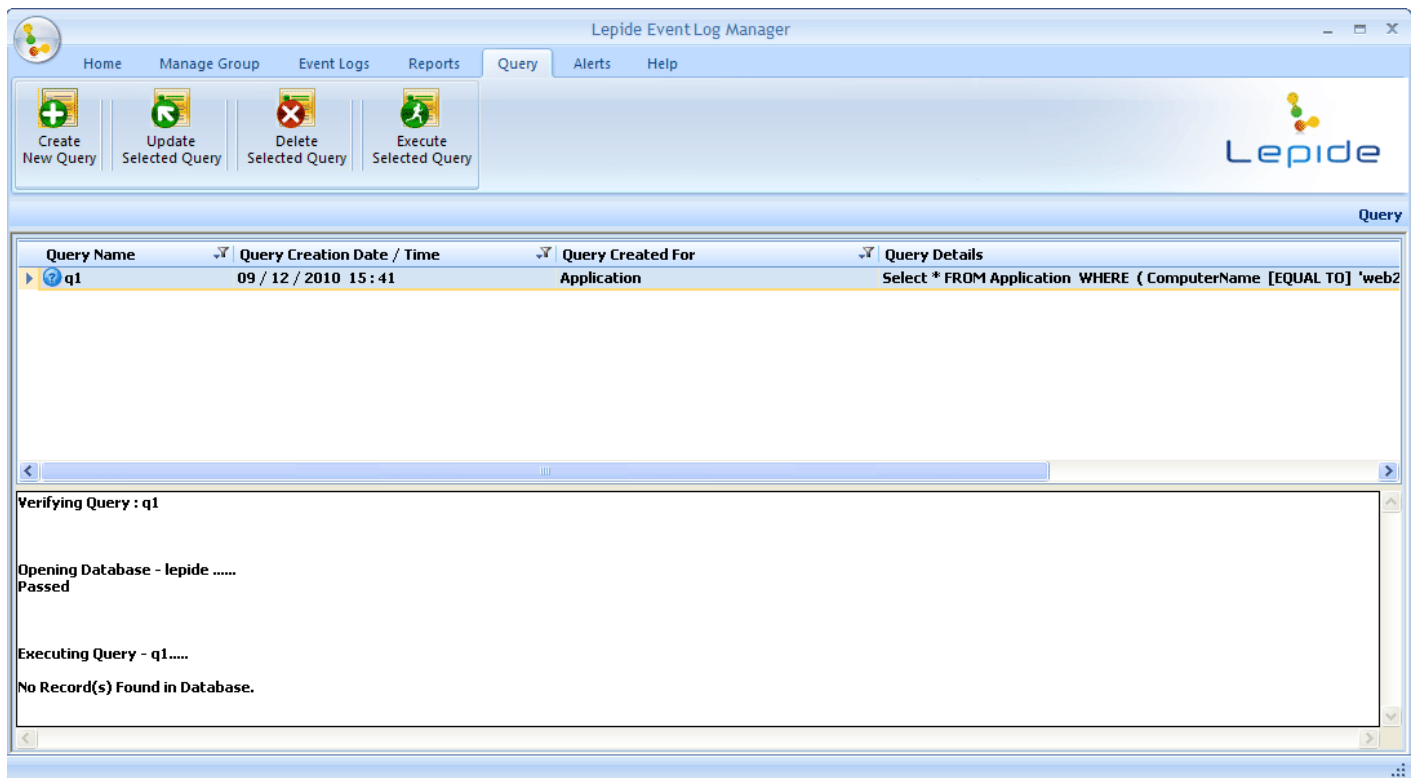 Lepide Event Log Manager
Home Manage Group Event Logs Reports Query Alerts Help
Create New Query
Update Selected Query
Delete Selected Query
Execute Selected Query
Lepide
Query
Query Name Query Creation Date / Time Query Created For Query Details
q1 09 / 12 / 2010 15 : 41 Application Select * FROM Application WHERE ( ComputerName [EQUAL TO] 'web2
Verifying Query : q1
Opening Database - lepide ......
Passed
Executing Query - q1.....
No Record(s) Found in Database.